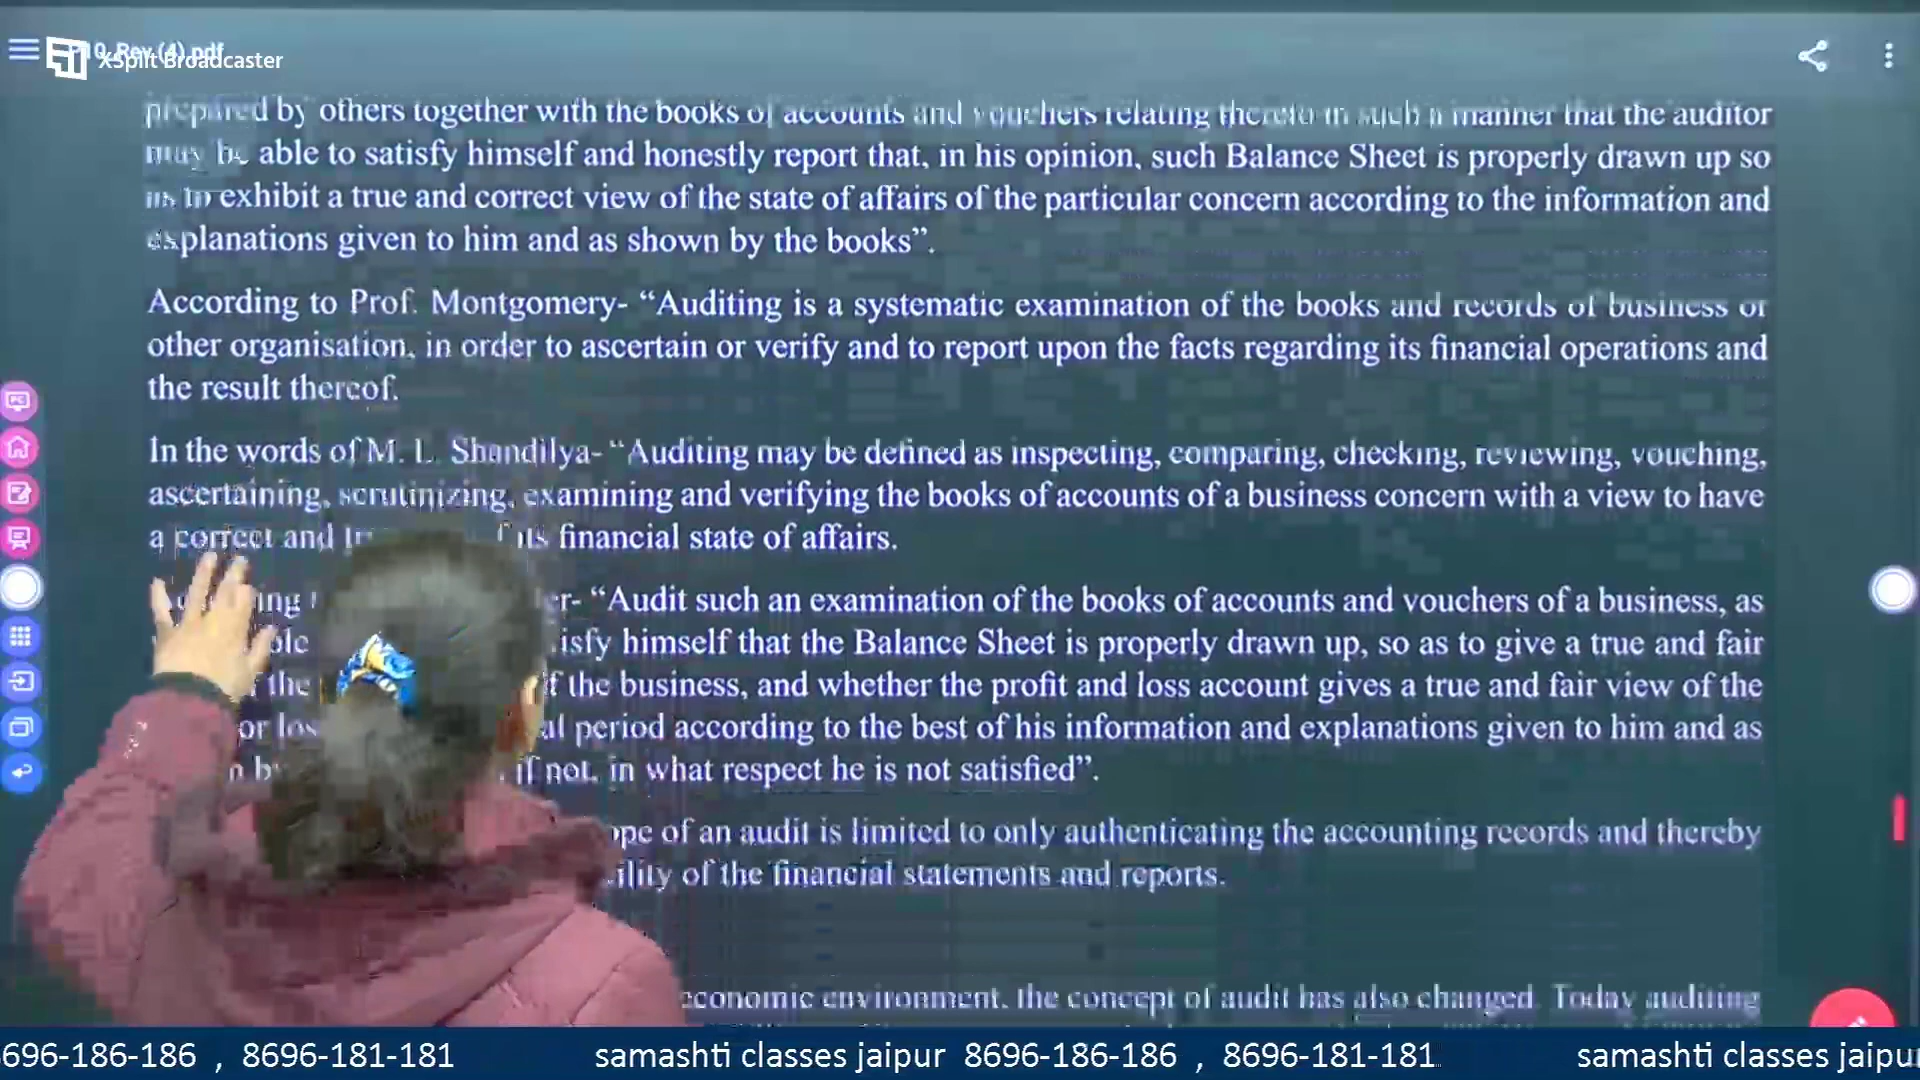 10_Rev (4).pdf
XSplit Broadcaster
prepared by others together with the books of accounts and vouchers relating thereto in such a manner that the auditor
may be able to satisfy himself and honestly report that, in his opinion, such Balance Sheet is properly drawn up so
as to exhibit a true and correct view of the state of affairs of the particular concern according to the information and
explanations given to him and as shown by the books”.
According to Prof. Montgomery- “Auditing is a systematic examination of the books and records of business or
other organisation, in order to ascertain or verify and to report upon the facts regarding its financial operations and
the result thereof.
In the words of M. L. Shandilya- “Auditing may be defined as inspecting, comparing, checking, reviewing, vouching,
ascertaining, scrutinizing, examining and verifying the books of accounts of a business concern with a view to have
a correct and its financial state of affairs.
“Audit such an examination of the books of accounts and vouchers of a business, as
himself that the Balance Sheet is properly drawn up, so as to give a true and fair
the the business, and whether the profit and loss account gives a true and fair view of the
or period according to the best of his information and explanations given to him and as
if not, in what respect he is not satisfied”.
of an audit is limited to only authenticating the accounting records and thereby
of the financial statements and reports.
economic environment, the concept of audit has also changed. Today auditing
696-186-186 , 8696-181-181 samashti classes jaipur 8696-186-186 , 8696-181-181 samashti classes jaipur